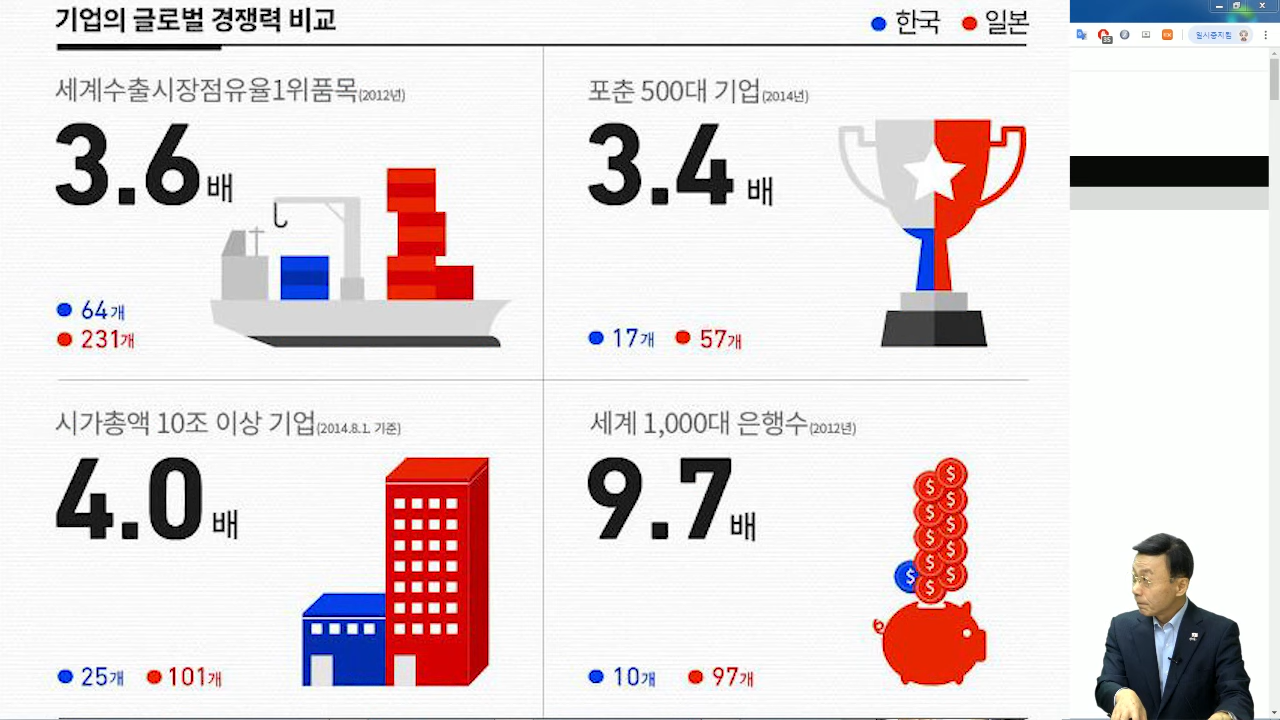 기업의 글로벌 경쟁력 비교
한국 일본
세계수출시장점유율1위품목(2012년)
3.6배
64개
231개
포춘 500대 기업(2014년)
3.4배
17개 57개
시가총액 10조 이상 기업(2014.8.1. 기준)
4.0배
25개 101개
세계 1,000대 은행수(2012년)
9.7배
$ $ $ $ $ $ $ $ $ $ $
10개 97개
일시중지됨